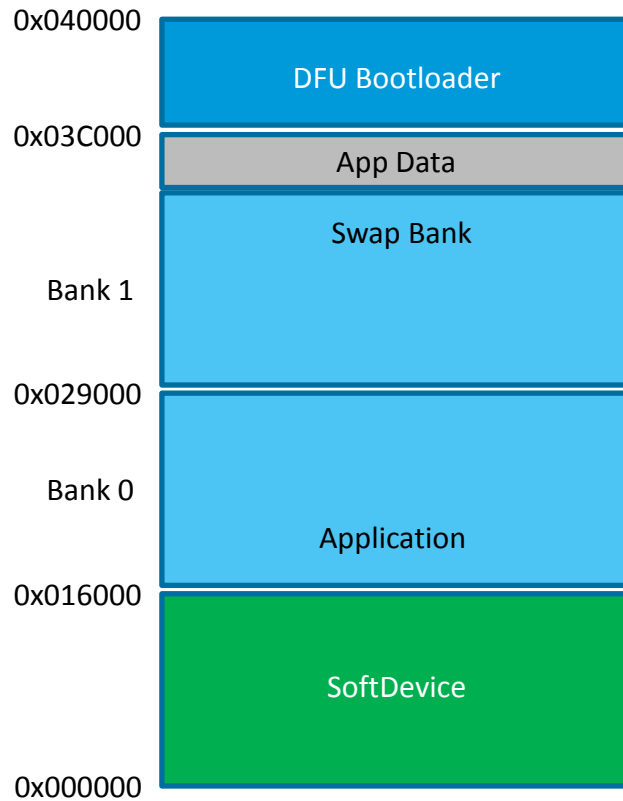 0x040000
DFU Bootloader
0x03C000
App Data
Swap Bank
Bank 1
0x029000
Bank 0
Application
0x016000
SoftDevice
0x000000